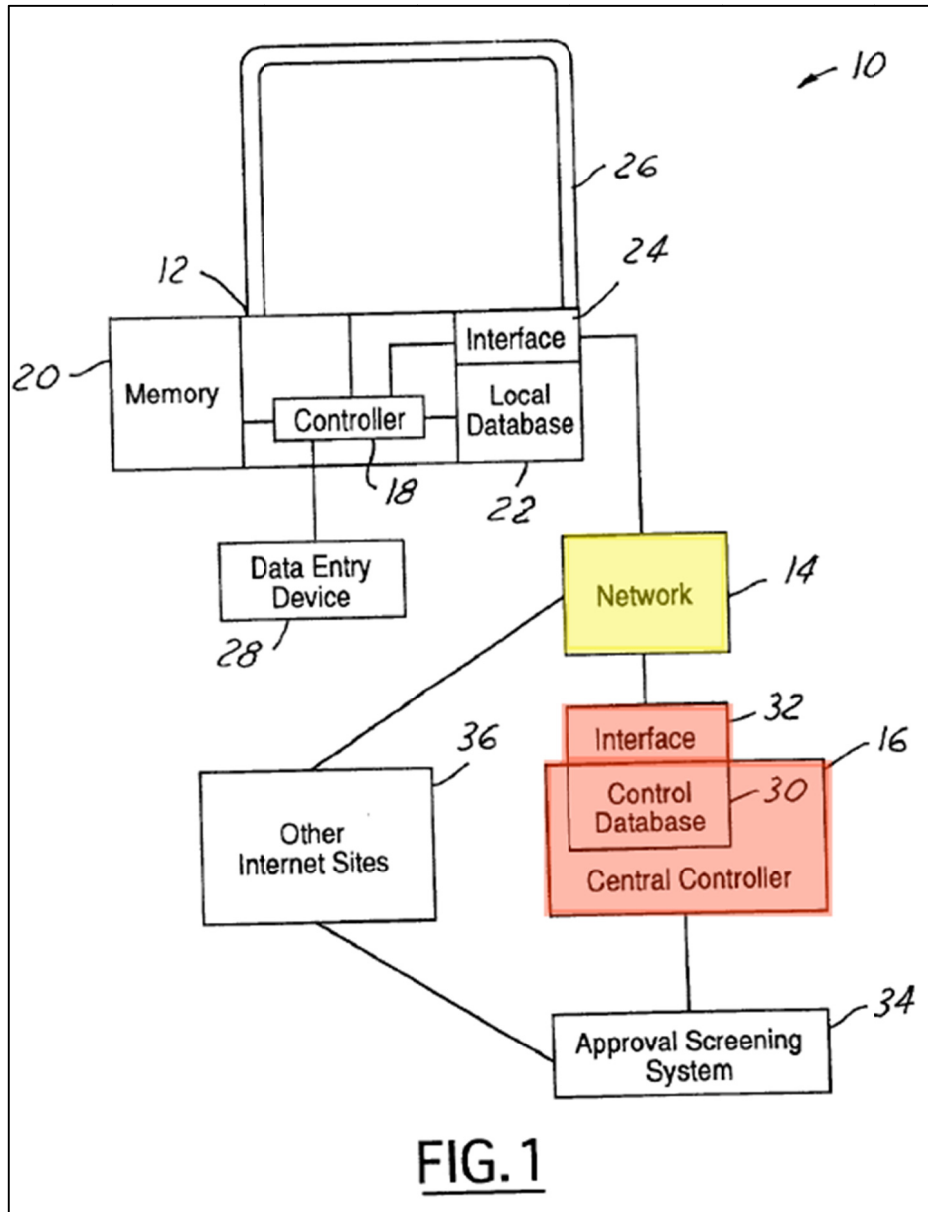 10
26
24
12
Interface
20
Memory
Local
Database
Controller
18
22
Data Entry
Device
28
Network
14
32
Interface
36
16
Control
Database
30
Other
Internet Sites
Central Controller
34
Approval Screening
System
FIG. 1